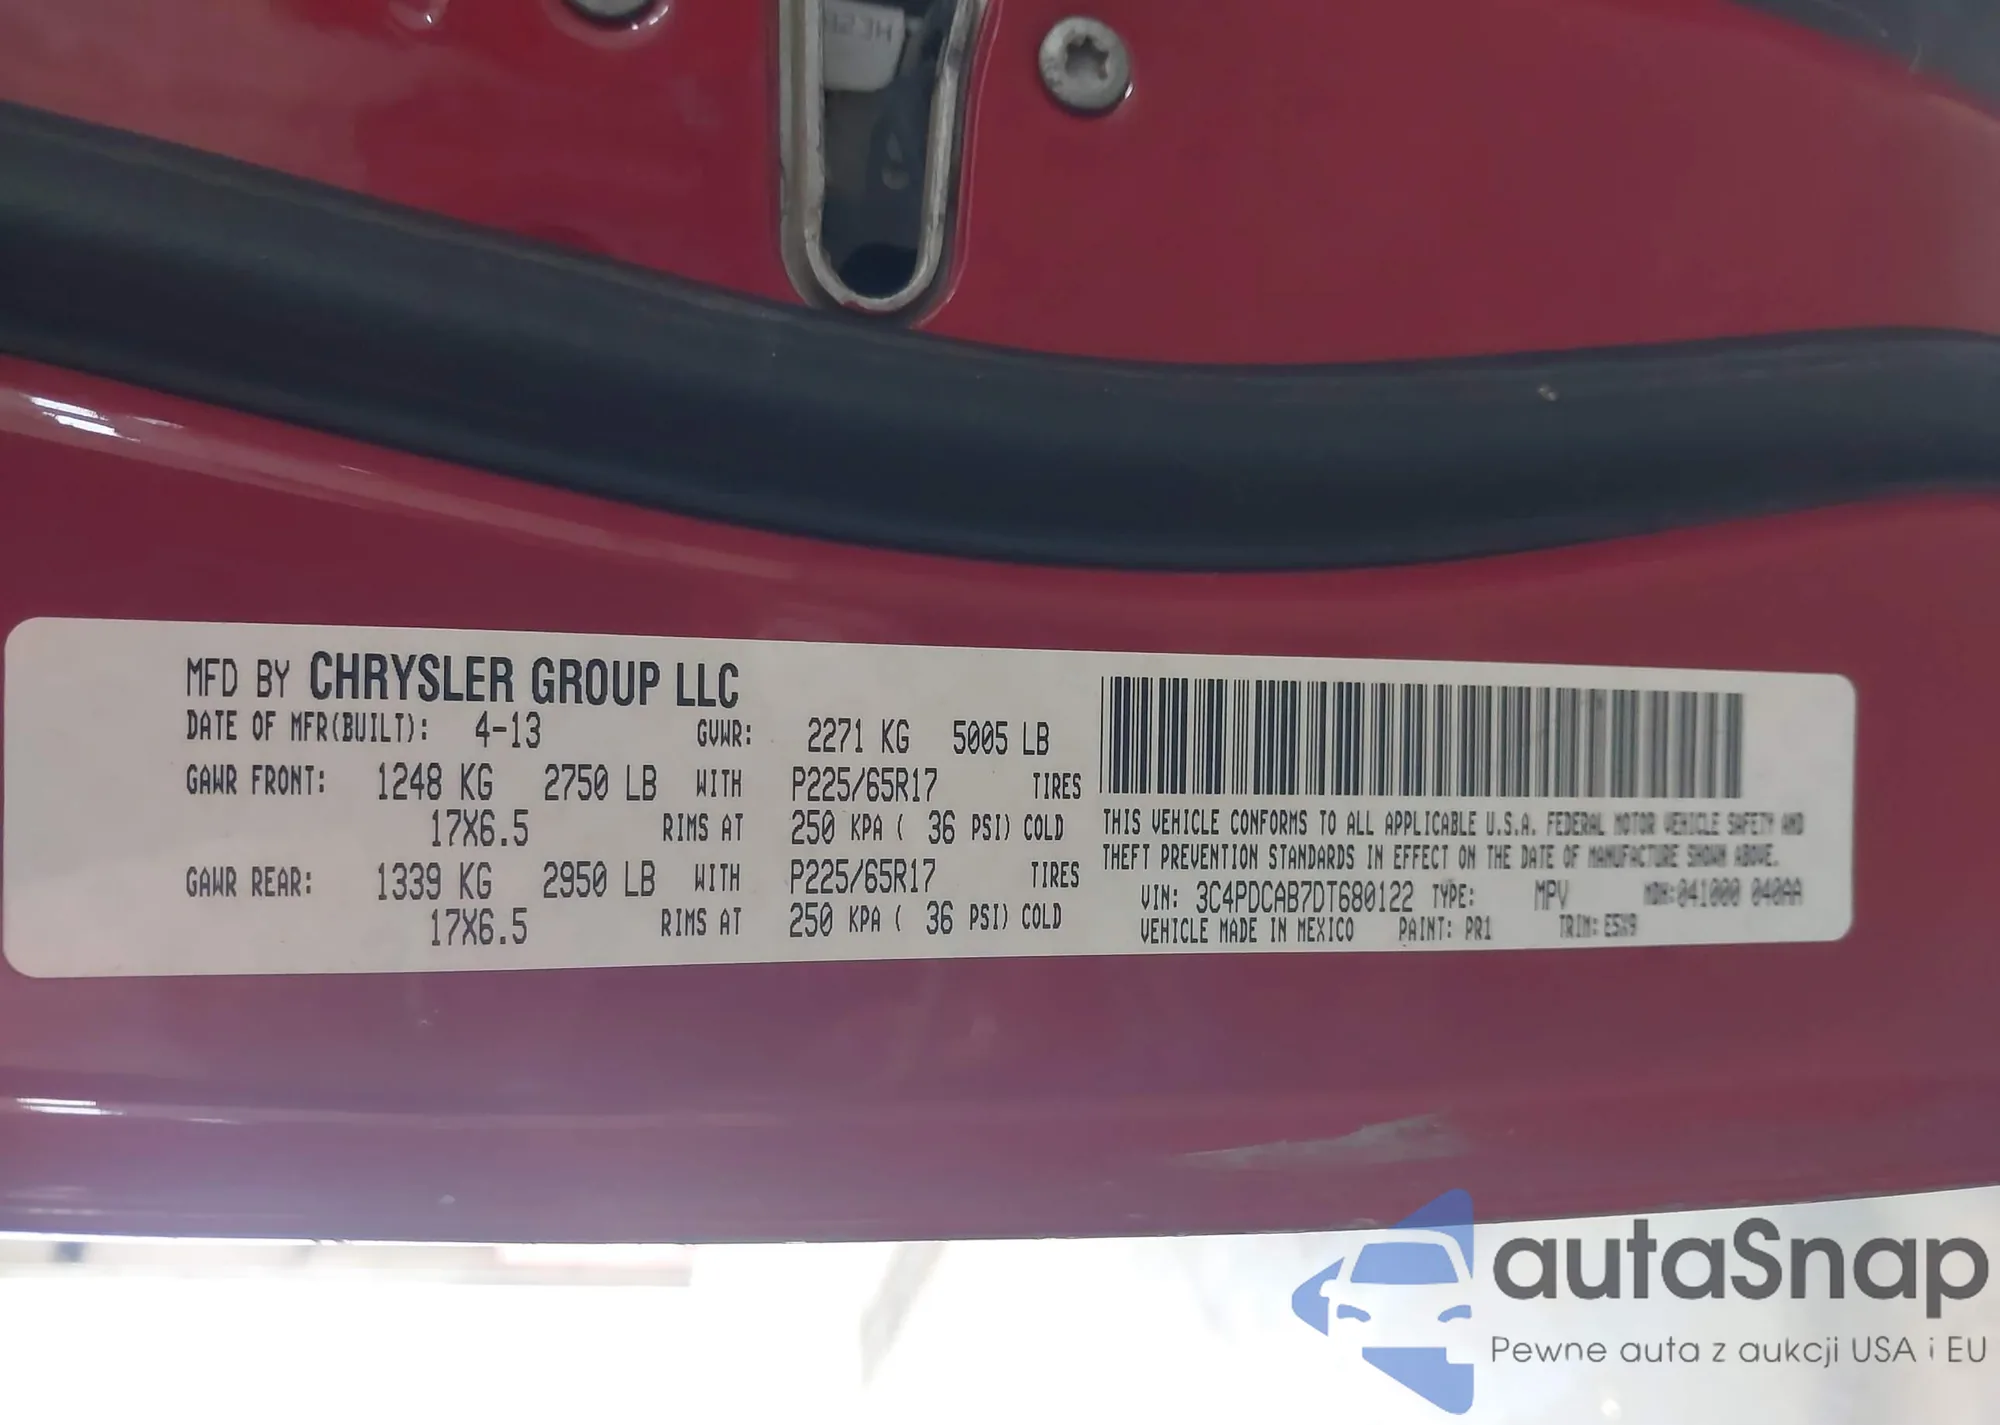 MFD BY CHRYSLER GROUP LLC
DATE OF MFR(BUILT): 4-13 GVWR: 2271 KG 5005 LB
GAWR FRONT: 1248 KG 2750 LB WITH P225/65R17 TIRES
17X6.5 RIMS AT 250 KPA ( 36 PSI) COLD
GAWR REAR: 1339 KG 2950 LB WITH P225/65R17 TIRES
17X6.5 RIMS AT 250 KPA ( 36 PSI) COLD
THIS VEHICLE CONFORMS TO ALL APPLICABLE U.S.A. FEDERAL MOTOR VEHICLE SAFETY AND
THEFT PREVENTION STANDARDS IN EFFECT ON THE DATE OF MANUFACTURE SHOWN ABOVE.
VIN: 3C4PDCAB7DT680122 TYPE: MPV MDH:041000 040AA
VEHICLE MADE IN MEXICO PAINT: PR1 TRIM:
autaSnap
Pewne auta z aukcji USA i EU